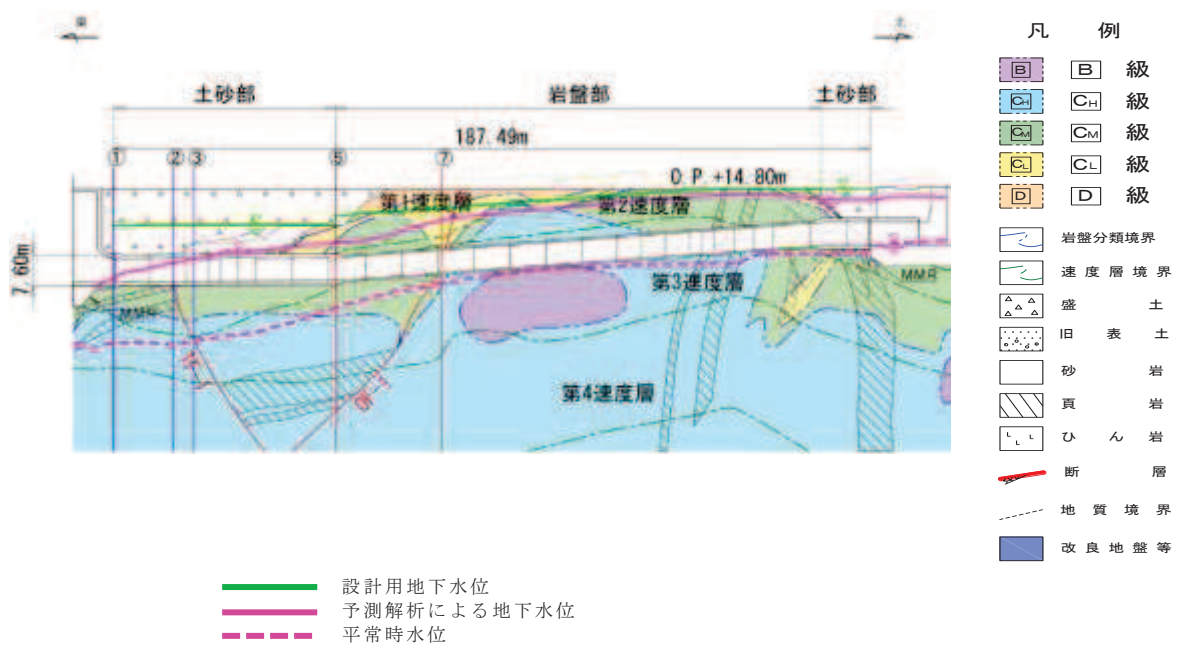 土砂部
岩盤部
土砂部
187.49m
① ② ③ ⑤ ⑦
O.P.+14.80m
第1速度層
第2速度層
7.60m
第3速度層
MMR
MMR
第4速度層
凡 例
B B 級
CH CH 級
CM CM 級
CL CL 級
D D 級
岩盤分類境界
速度層境界
盛 土
旧 表 土
砂 岩
頁 岩
ひ ん 岩
断 層
地 質 境 界
改 良 地 盤 等
設計用地下水位
予測解析による地下水位
平常時水位